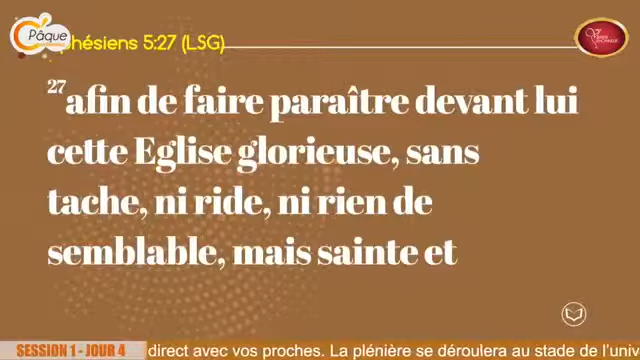 Pâque
hésiens 5:27 (LSG)
27 afin de faire paraître devant lui
cette Eglise glorieuse, sans
tache, ni ride, ni rien de
semblable, mais sainte et
SESSION 1 - JOUR 4 direct avec vos proches. La plénière se déroulera au stade de l'univ